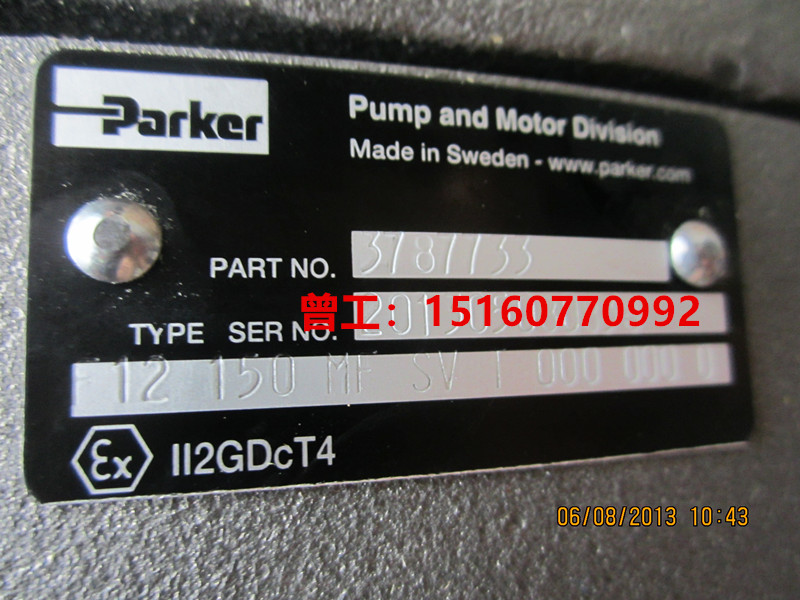 Parker
Pump and Motor Division
Made in Sweden - www.parker.com
PART NO. 3787733
曾工：15160770992
TYPE SER NO.
F12 150 MF SV T 000 000 0
Ex II2GDcT4
06/08/2013 10:43